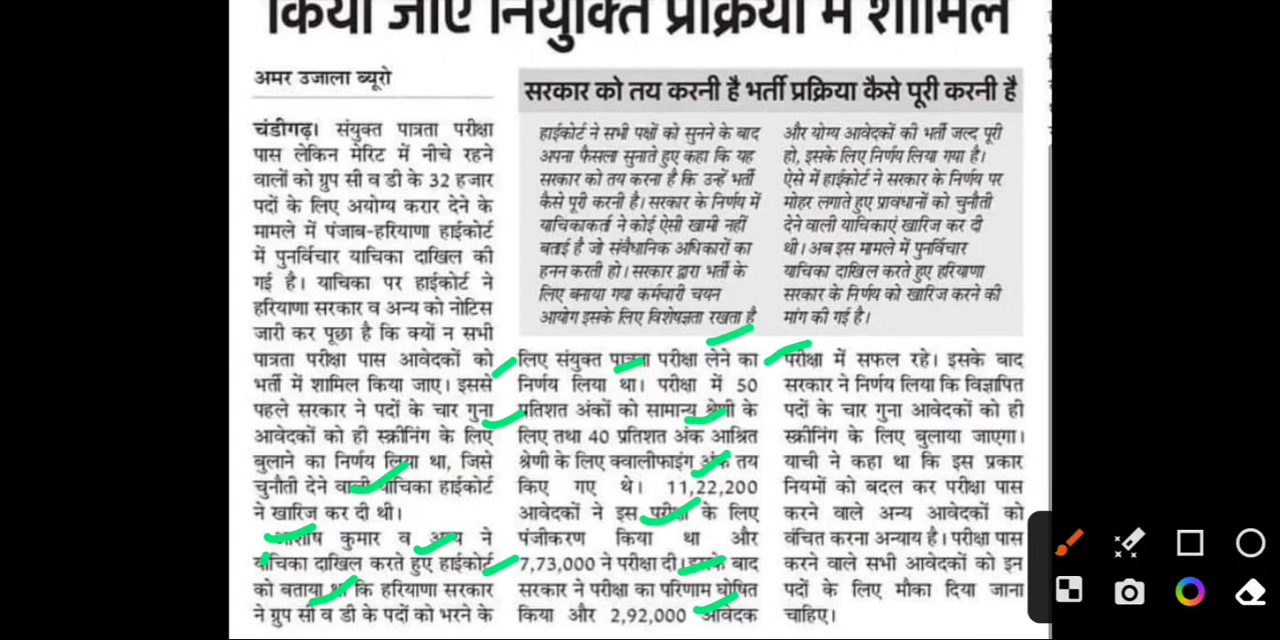 किया जाए नियुक्ति प्रक्रिया में शामिल
अमर उजाला ब्यूरो
चंडीगढ़। संयुक्त पात्रता परीक्षा
पास लेकिन मेरिट में नीचे रहने
वालों को ग्रुप सी व डी के 32 हजार
पदों के लिए अयोग्य करार देने के
मामले में पंजाब-हरियाणा हाईकोर्ट
में पुनर्विचार याचिका दाखिल की
गई है। याचिका पर हाईकोर्ट ने
हरियाणा सरकार व अन्य को नोटिस
जारी कर पूछा है कि क्यों न सभी
पात्रता परीक्षा पास आवेदकों को
भर्ती में शामिल किया जाए। इससे
पहले सरकार ने पदों के चार गुना
आवेदकों को ही स्क्रीनिंग के लिए
बुलाने का निर्णय लिया था, जिसे
चुनौती देने वाली याचिका हाईकोर्ट
ने खारिज कर दी थी।
आशीष कुमार व अन्य ने
याचिका दाखिल करते हुए हाईकोर्ट
को बताया था कि हरियाणा सरकार
ने ग्रुप सी व डी के पदों को भरने के
सरकार को तय करनी है भर्ती प्रक्रिया कैसे पूरी करनी है
हाईकोर्ट ने सभी पक्षों को सुनने के बाद
अपना फैसला सुनाते हुए कहा कि यह
सरकार को तय करना है कि उन्हें भर्ती
कैसे पूरी करनी है। सरकार के निर्णय में
याचिकाकर्ता ने कोई ऐसी खामी नहीं
बताई है जो संवैधानिक अधिकारों का
हनन करती हो। सरकार द्वारा भर्ती के
लिए बनाया गया कर्मचारी चयन
आयोग इसके लिए विशेषज्ञता रखता है
और योग्य आवेदकों की भर्ती जल्द पूरी
हो, इसके लिए निर्णय लिया गया है।
ऐसे में हाईकोर्ट ने सरकार के निर्णय पर
मोहर लगाते हुए प्रावधानों को चुनौती
देने वाली याचिकाएं खारिज कर दी
थी। अब इस मामले में पुनर्विचार
याचिका दाखिल करते हुए हरियाणा
सरकार के निर्णय को खारिज करने की
मांग की गई है।
लिए संयुक्त पात्रता परीक्षा लेने का
निर्णय लिया था। परीक्षा में 50
प्रतिशत अंकों को सामान्य श्रेणी के
लिए तथा 40 प्रतिशत अंक आश्रित
श्रेणी के लिए क्वालीफाइंग अंक तय
किए गए थे। 11,22,200
आवेदकों ने इस परीक्षा के लिए
पंजीकरण किया था और
7,73,000 ने परीक्षा दी। इसके बाद
सरकार ने परीक्षा का परिणाम घोषित
किया और 2,92,000 आवेदक
परीक्षा में सफल रहे। इसके बाद
सरकार ने निर्णय लिया कि विज्ञापित
पदों के चार गुना आवेदकों को ही
स्क्रीनिंग के लिए बुलाया जाएगा।
याची ने कहा था कि इस प्रकार
नियमों को बदल कर परीक्षा पास
करने वाले अन्य आवेदकों को
वंचित करना अन्याय है। परीक्षा पास
करने वाले सभी आवेदकों को इन
पदों के लिए मौका दिया जाना
चाहिए।